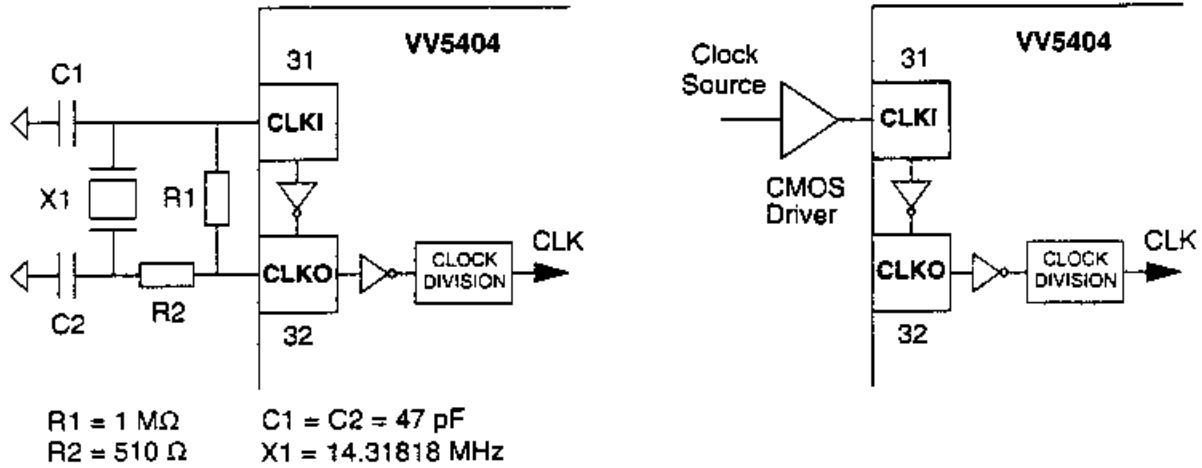 VV5404
C1
31
CLKI
X1
R1
CLKO
CLOCK
DIVISION
CLK
R2
C2
32
R1 = 1 MΩ
C1 = C2 = 47 pF
R2 = 510 Ω
X1 = 14.31818 MHz
VV5404
Clock
Source
31
CLKI
CMOS
Driver
CLKO
CLOCK
DIVISION
CLK
32